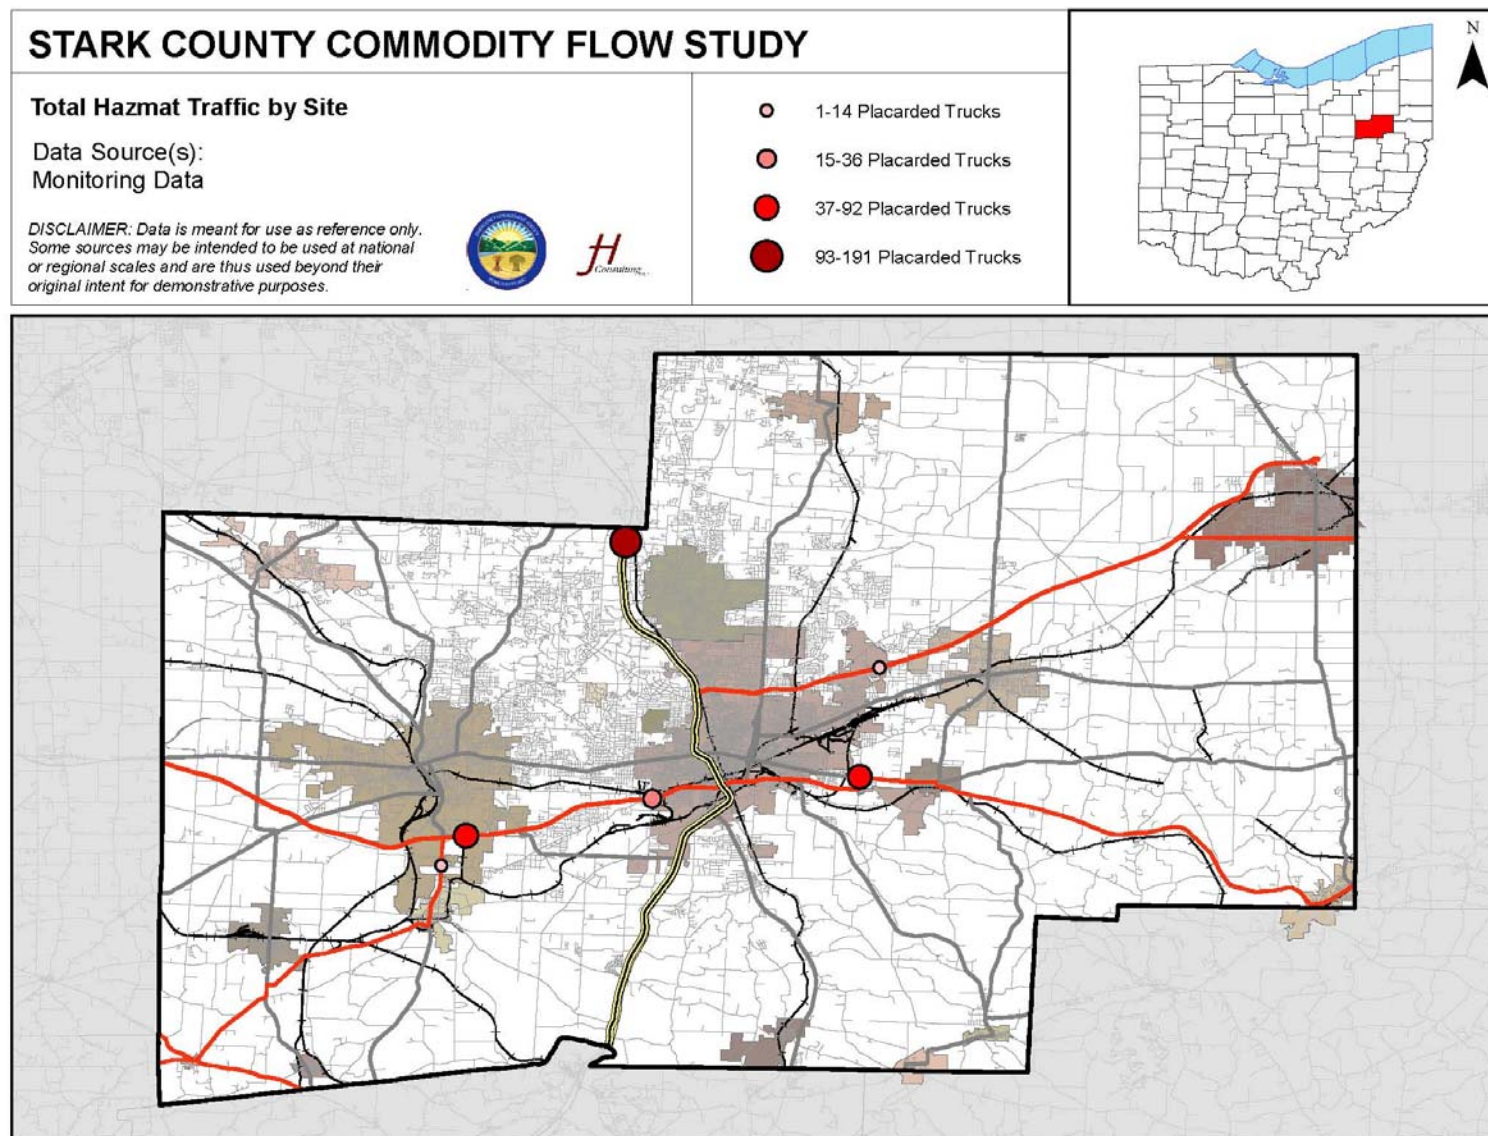 STARK COUNTY COMMODITY FLOW STUDY
Total Hazmat Traffic by Site
Data Source(s):
Monitoring Data
DISCLAIMER: Data is meant for use as reference only.
Some sources may be intended to be used at national
or regional scales and are thus used beyond their
original intent for demonstrative purposes.
JH
Consulting
1-14 Placarded Trucks
15-36 Placarded Trucks
37-92 Placarded Trucks
93-191 Placarded Trucks
N